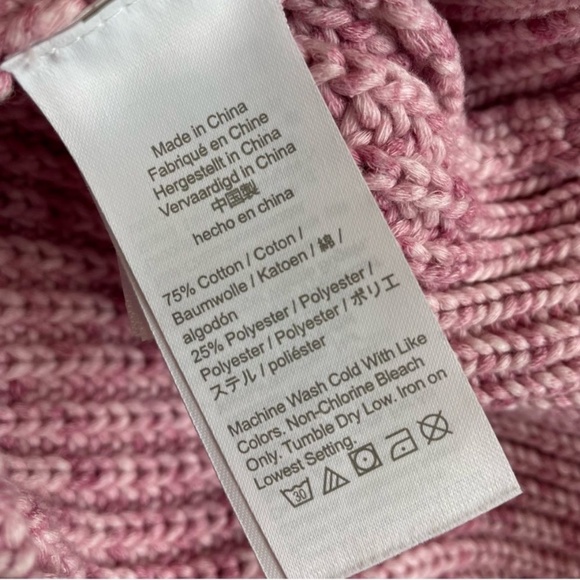 Made in China
Fabriqué en Chine
Hergestellt in China
Vervaardigd in China
中国製
hecho en china
75% Cotton / Coton /
Baumwolle / Katoen / 綿 /
algodón
25% Polyester / Polyester /
Polyester / Polyester / ポリエ
ステル / poliéster
Machine Wash Cold With Like
Colors. Non-Chlorine Bleach
Only. Tumble Dry Low. Iron on
Lowest Setting.
30